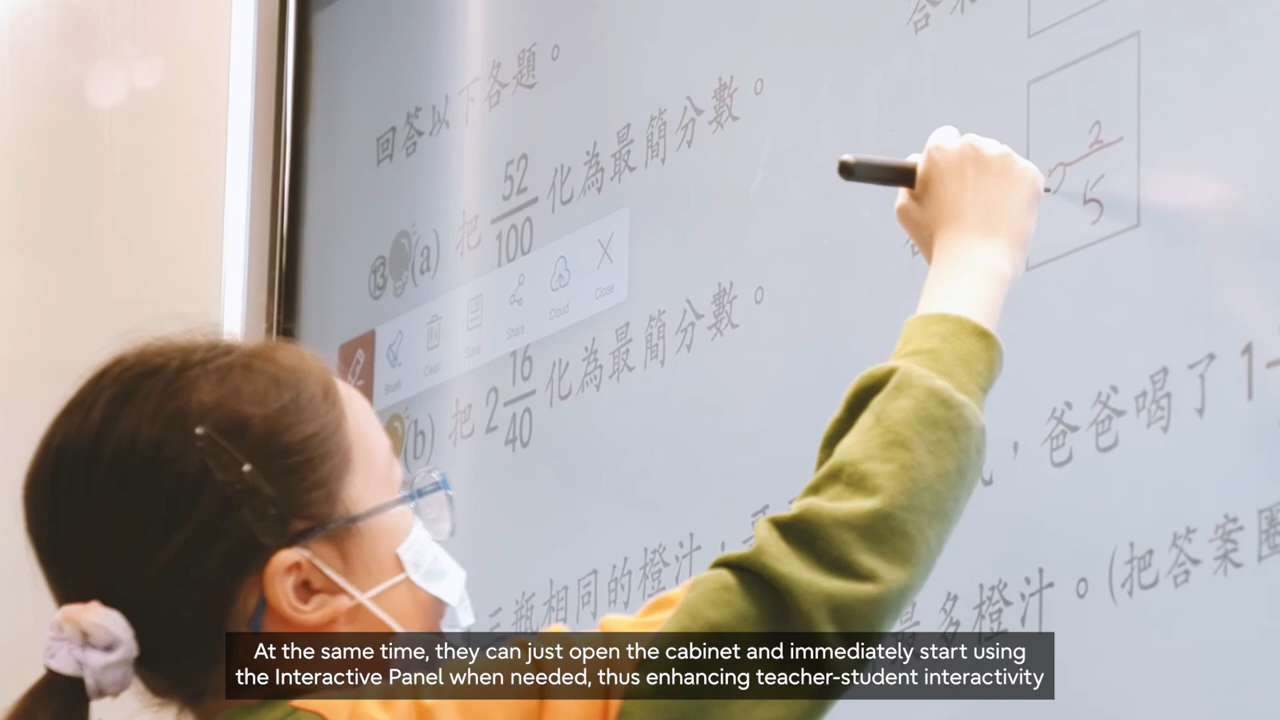 回答以下各題。
13 (a) 把 52/100 化為最簡分數。
Clean Save Share Cloud Close
(b) 把 2 16/40 化為最簡分數。
2/5
，爸爸喝了 1
三瓶相同的橙汁，
最多橙汁。(把答案圈
At the same time, they can just open the cabinet and immediately start using
the Interactive Panel when needed, thus enhancing teacher-student interactivity